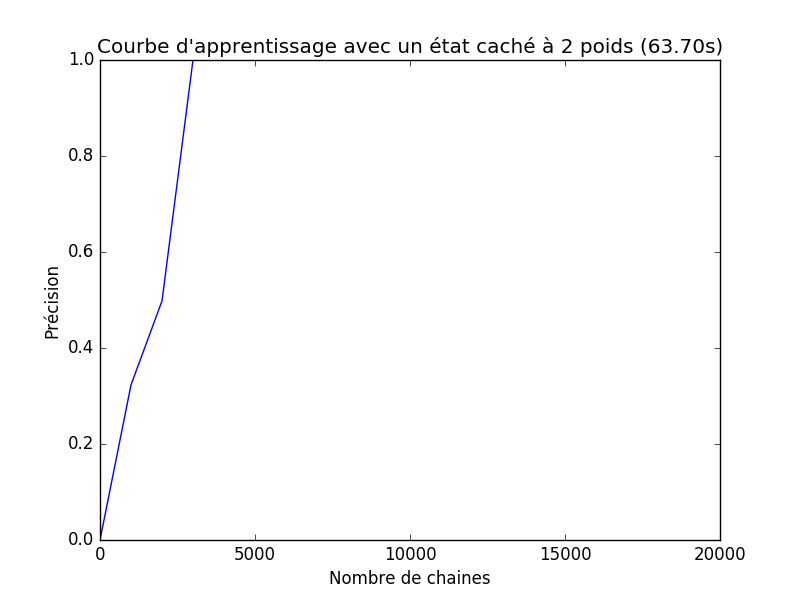 Courbe d'apprentissage avec un état caché à 2 poids (63.70s)
1.0
0.8
0.6
0.4
0.2
0.0
Précision
0 5000 10000 15000 20000
Nombre de chaines